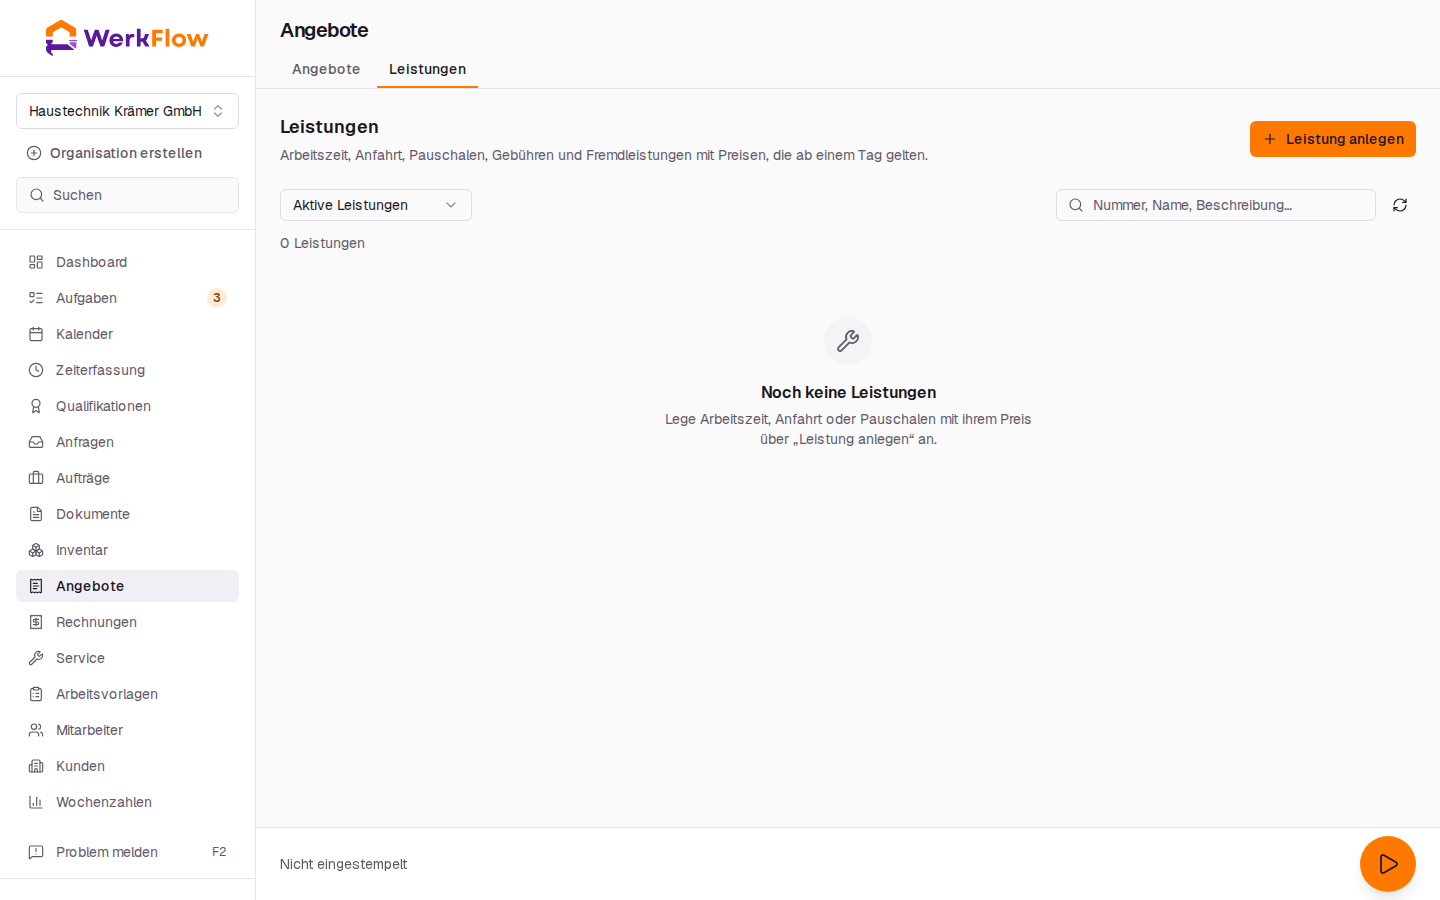 WerkFlow
Haustechnik Krämer GmbH
Organisation erstellen
Suchen
Dashboard
Aufgaben 3
Kalender
Zeiterfassung
Qualifikationen
Anfragen
Aufträge
Dokumente
Inventar
Angebote
Rechnungen
Service
Arbeitsvorlagen
Mitarbeiter
Kunden
Wochenzahlen
Problem melden F2
Angebote
Angebote Leistungen
Leistungen
Arbeitszeit, Anfahrt, Pauschalen, Gebühren und Fremdleistungen mit Preisen, die ab einem Tag gelten.
Leistung anlegen
Aktive Leistungen
Nummer, Name, Beschreibung...
0 Leistungen
Noch keine Leistungen
Lege Arbeitszeit, Anfahrt oder Pauschalen mit ihrem Preis
über „Leistung anlegen“ an.
Nicht eingestempelt